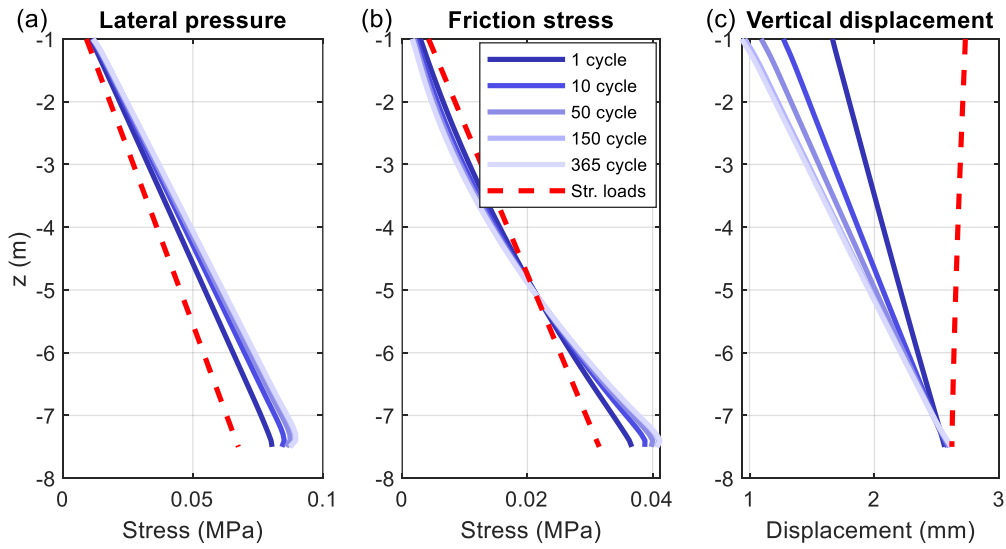 (a) Lateral pressure
-1
-2
-3
-4
-5
-6
-7
-8
z (m)
0 0.05 0.1
Stress (MPa)
(b) Friction stress
1 cycle
10 cycle
50 cycle
150 cycle
365 cycle
Str. loads
-1
-2
-3
-4
-5
-6
-7
-8
0 0.02 0.04
Stress (MPa)
(c) Vertical displacement
-1
-2
-3
-4
-5
-6
-7
-8
1 2 3
Displacement (mm)